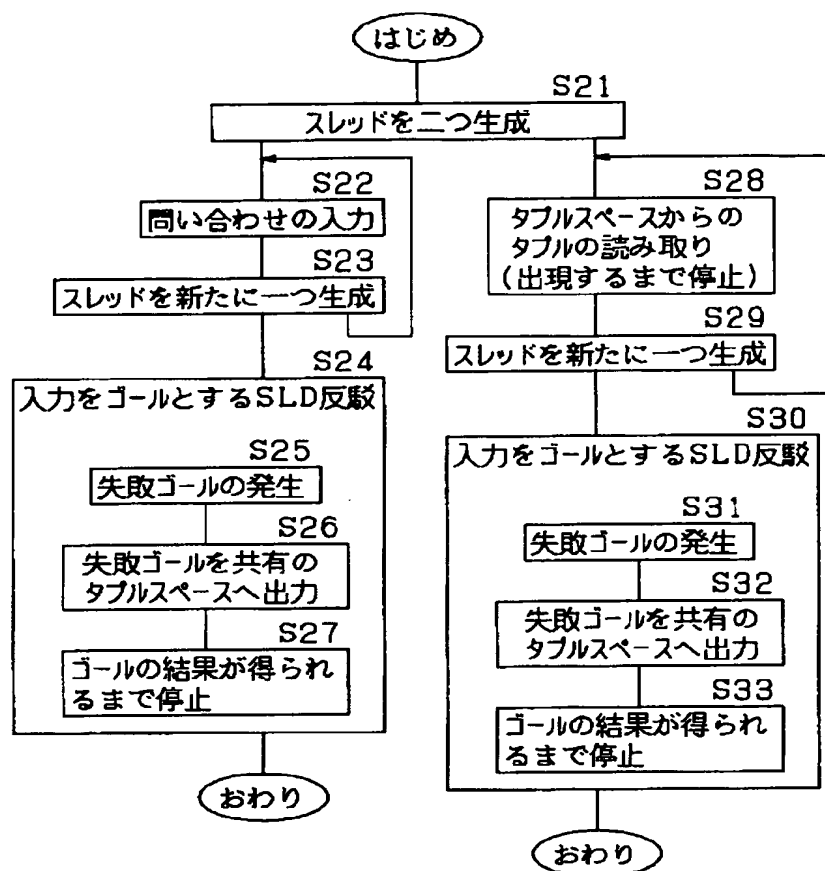 はじめ
S21
スレッドを二つ生成
S22
問い合わせの入力
S23
スレッドを新たに一つ生成
S24
入力をゴールとするSLD反駁
S25
失敗ゴールの発生
S26
失敗ゴールを共有の
タプルスペースへ出力
S27
ゴールの結果が得られ
るまで停止
おわり
S28
タプルスペースからの
タプルの読み取り
(出現するまで停止)
S29
スレッドを新たに一つ生成
S30
入力をゴールとするSLD反駁
S31
失敗ゴールの発生
S32
失敗ゴールを共有の
タプルスペースへ出力
S33
ゴールの結果が得られ
るまで停止
おわり